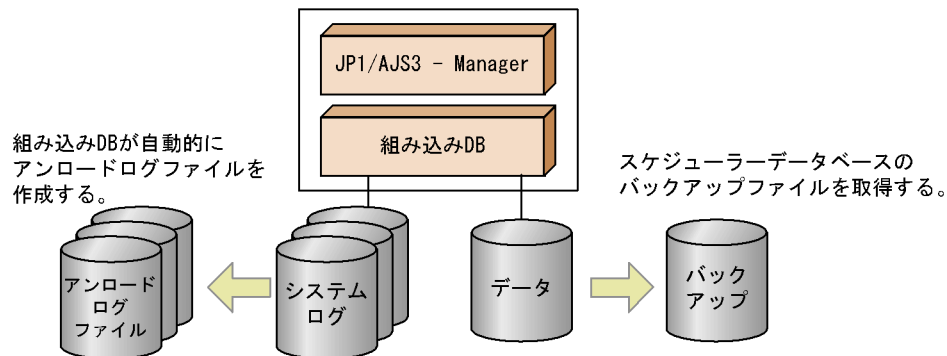 JP1/AJS3 - Manager
組み込みDB
組み込みDBが自動的に
アンロードログファイルを
作成する。
スケジューラーデータベースの
バックアップファイルを取得する。
アンロード
ログ
ファイル
システム
ログ
データ
バック
アップ